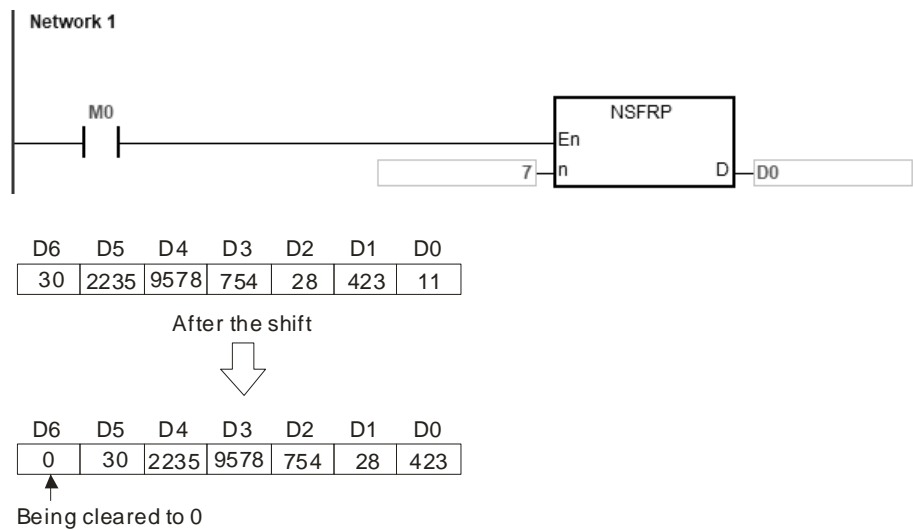 Network 1
M0
NSFRP
En
7 n D D0
D6 D5 D4 D3 D2 D1 D0
30 2235 9578 754 28 423 11
After the shift
D6 D5 D4 D3 D2 D1 D0
0 30 2235 9578 754 28 423
Being cleared to 0